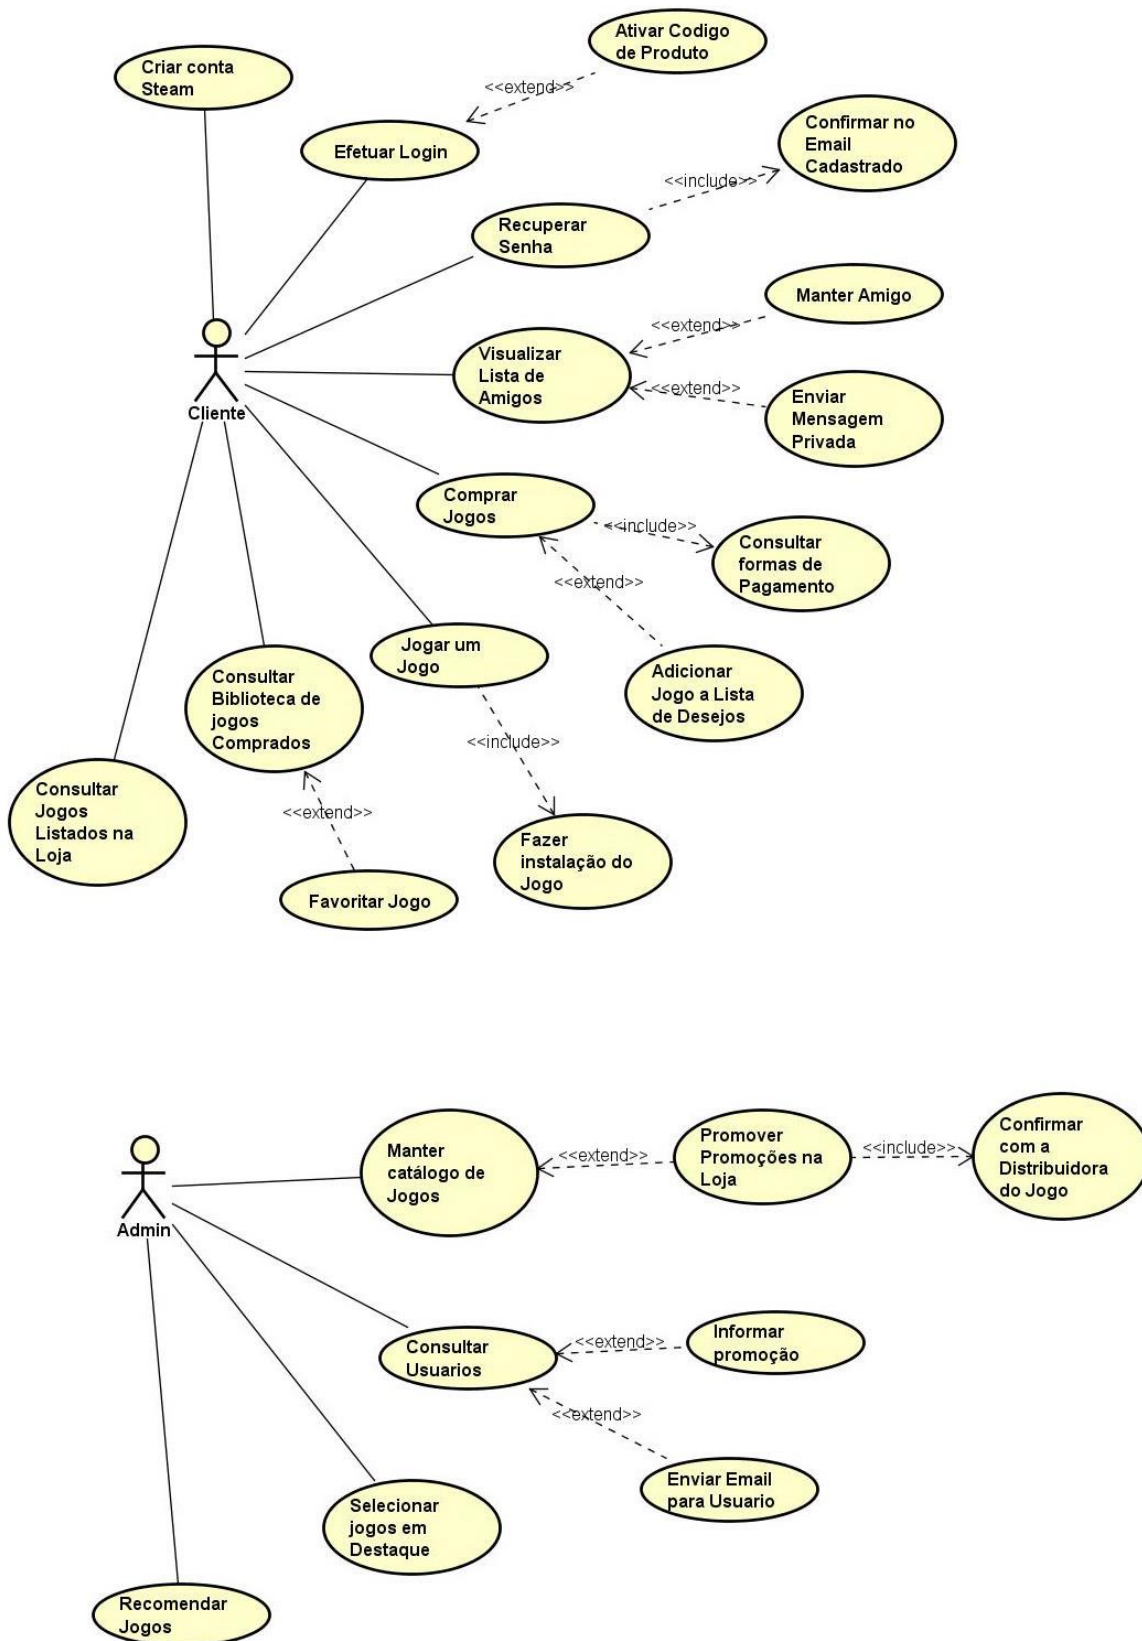 Ativar Codigo
de Produto
Criar conta
Steam
<<extend>>
Efetuar Login
Confirmar no
Email
Cadastrado
<<include>>
Recuperar
Senha
Manter Amigo
<<extend>>
Visualizar
Lista de
Amigos
<<extend>>
Enviar
Mensagem
Privada
Cliente
Comprar
Jogos
<<include>>
Consultar
formas de
Pagamento
<<extend>>
Jogar um
Jogo
Adicionar
Jogo a Lista
de Desejos
Consultar
Biblioteca de
jogos
Comprados
<<include>>
Consultar
Jogos
Listados na
Loja
<<extend>>
Fazer
instalação do
Jogo
Favoritar Jogo
Manter
catálogo de
Jogos
<<extend>>
Promover
Promoções na
Loja
<<include>>
Confirmar
com a
Distribuidora
do Jogo
Admin
Consultar
Usuarios
<<extend>>
Informar
promoção
<<extend>>
Enviar Email
para Usuario
Selecionar
jogos em
Destaque
Recomendar
Jogos